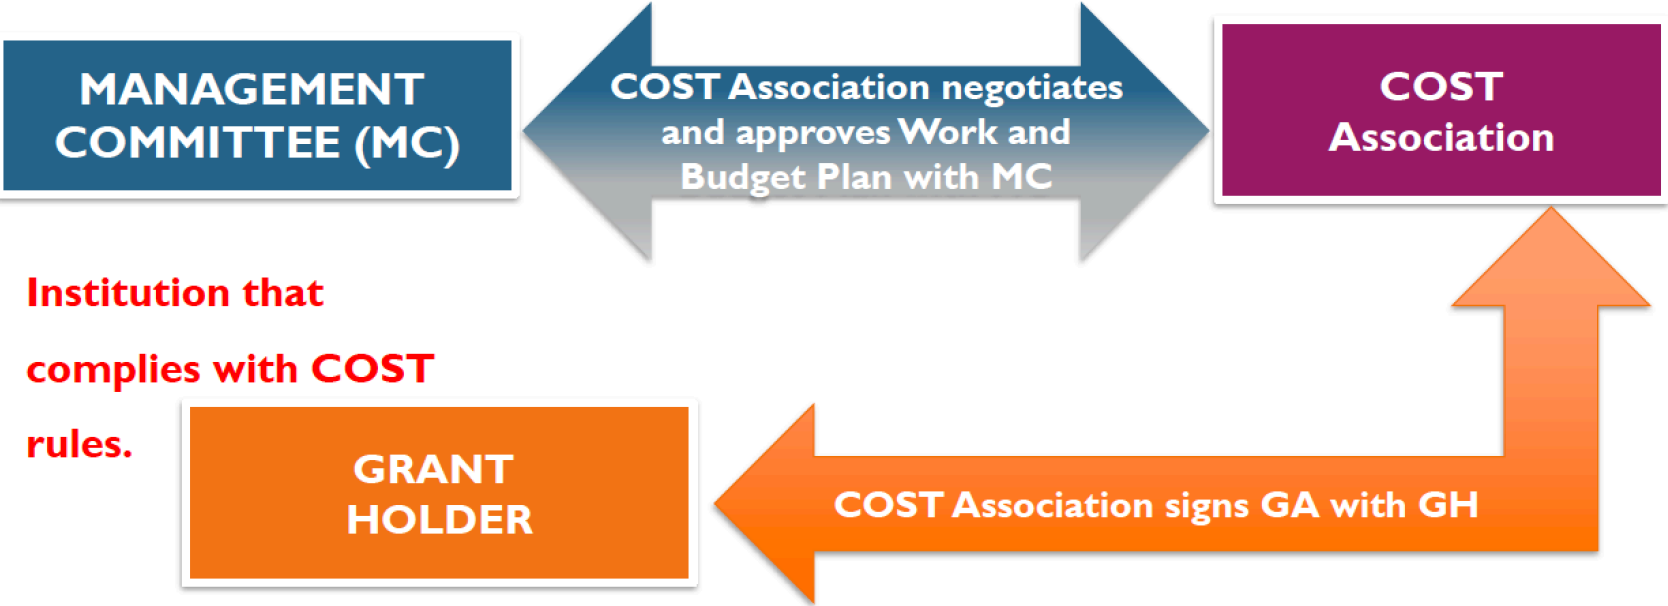 MANAGEMENT
COMMITTEE (MC)
COST Association negotiates
and approves Work and
Budget Plan with MC
COST
Association
Institution that
complies with COST
rules.
GRANT
HOLDER
COST Association signs GA with GH